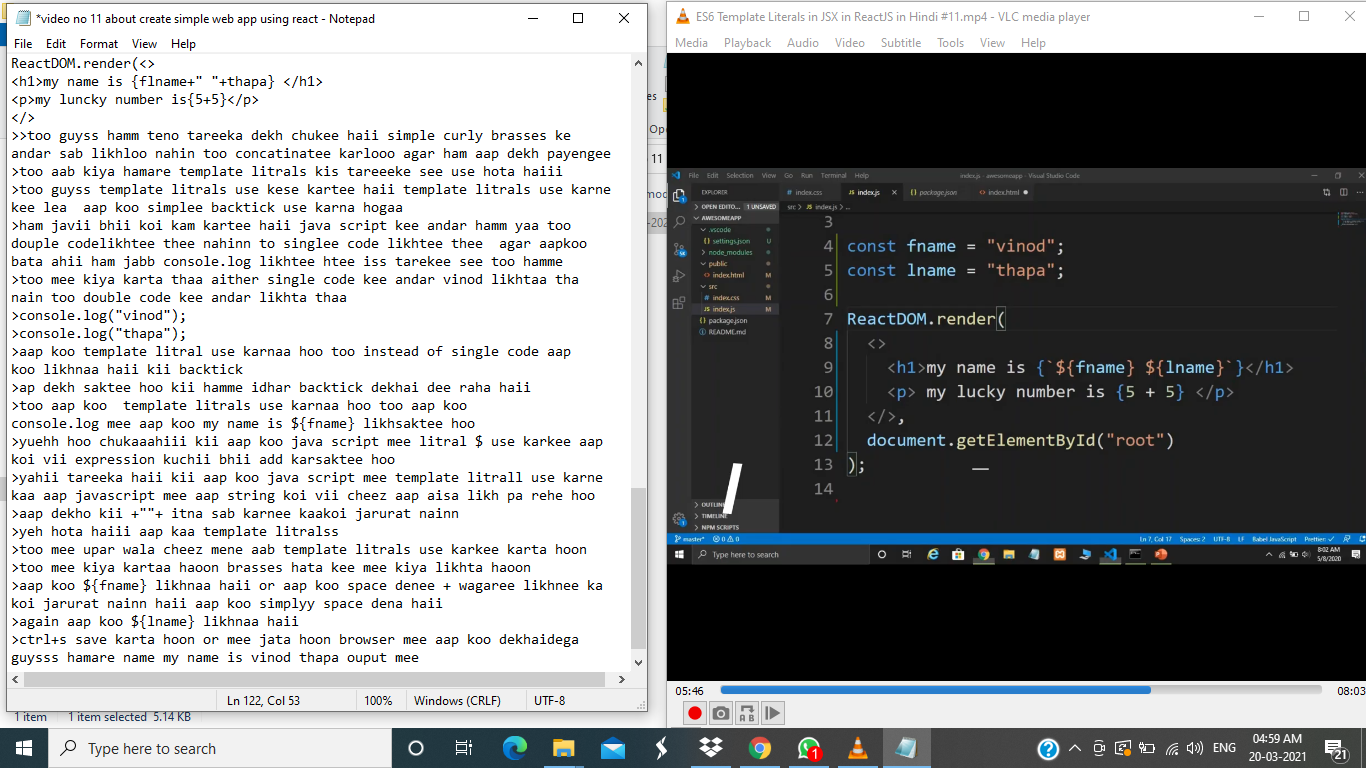 *video no 11 about create simple web app using react - Notepad
File Edit Format View Help
ReactDOM.render(<>
<h1>my name is {flname+" "+thapa} </h1>
<p>my luncky number is{5+5}</p>
</>
>>too guyss hamm teno tareeka dekh chukee haii simple curly brasses ke
andar sab likhloo nahin too concatinatee karlooo agar ham aap dekh payengee
>too aab kiya hamare template litrals kis tareeeke see use hota haiii
>too guyss template litrals use kese kartee haii template litrals use karne
kee lea  aap koo simplee backtick use karna hogaa
>ham javii bhii koi kam kartee haii java script kee andar hamm yaa too
douple codelikhtee thee nahinn to singlee code likhtee thee  agar aapkoo
bata ahii ham jabb console.log likhtee htee iss tarekee see too hamme
>too mee kiya karta thaa aither single code kee andar vinod likhtaa tha
nain too double code kee andar likhta thaa
>console.log("vinod");
>console.log("thapa");
>aap koo template litral use karnaa hoo too instead of single code aap
koo likhnaa haii kii backtick
>ap dekh saktee hoo kii hamme idhar backtick dekhai dee raha haii
>too aap koo  template litrals use karnaa hoo too aap koo
console.log mee aap koo my name is ${fname} likhsaktee hoo
>yuehh hoo chukaaahiii kii aap koo java script mee litral $ use karkee aap
koi vii expression kuchii bhii add karsaktee hoo
>yahii tareeka haii kii aap koo java script mee template litrall use karne
kaa aap javascript mee aap string koi vii cheez aap aisa likh pa rehe hoo
>aap dekho kii +""+ itna sab karnee kaakoi jarurat nainn
>yeh hota haiii aap kaa template litralss
>too mee upar wala cheez mene aab template litrals use karkee karta hoon
>too mee kiya kartaa haoon brasses hata kee mee kiya likhta haoon
>aap koo ${fname} likhnaa haii or aap koo space denee + wagaree likhnee ka
koi jarurat nainn haii aap koo simplyy space dena haii
>again aap koo ${lname} likhnaa haii
>ctrl+s save karta hoon or mee jata hoon browser mee aap koo dekhaidega
guysss hamare name my name is vinod thapa ouput mee
Ln 122, Col 53 100% Windows (CRLF) UTF-8
1 item 1 item selected 5.14 KB
es
Ope
11
mod
-202
ES6 Template Literals in JSX in ReactJS in Hindi #11.mp4 - VLC media player
Media Playback Audio Video Subtitle Tools View Help
File Edit Selection View Go Run Terminal Help index.js - awesomeapp - Visual Studio Code
EXPLORER
OPEN EDITO... 1 UNSAVED
AWESOMEAPP
.vscode
settings.json U
node_modules
public
index.html M
src
index.css M
index.js M
package.json
README.md
OUTLINE
TIMELINE
NPM SCRIPTS
index.css index.js package.json index.html
src > index.js > ...
3
4 const fname = "vinod";
5 const lname = "thapa";
6
7 ReactDOM.render(
8 <>
9 <h1>my name is {`${fname} ${lname}`}</h1>
10 <p> my lucky number is {5 + 5} </p>
11 </>,
12 document.getElementById("root")
13 );
14
master* 0 0 Ln 7, Col 17 Spaces: 2 UTF-8 LF Babel JavaScript Prettier: ✓
Type here to search 8:02 AM
5/8/2020
05:46 08:03
Type here to search
1
ENG 04:59 AM
20-03-2021
21